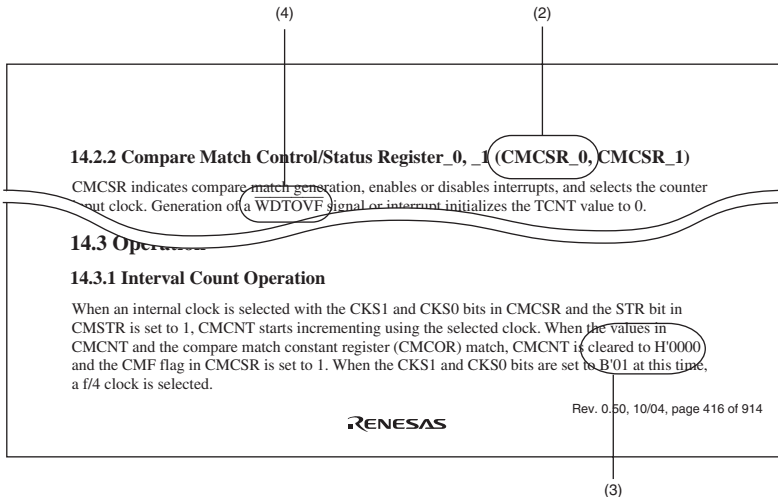 (4)
(2)
14.2.2 Compare Match Control/Status Register_0, _1 (CMCSR_0, CMCSR_1)
CMCSR indicates compare match generation, enables or disables interrupts, and selects the counter
input clock. Generation of a WDTOVF signal or interrupt initializes the TCNT value to 0.
14.3 Operation
14.3.1 Interval Count Operation
When an internal clock is selected with the CKS1 and CKS0 bits in CMCSR and the STR bit in
CMSTR is set to 1, CMCNT starts incrementing using the selected clock. When the values in
CMCNT and the compare match constant register (CMCOR) match, CMCNT is cleared to H'0000
and the CMF flag in CMCSR is set to 1. When the CKS1 and CKS0 bits are set to B'01 at this time,
a f/4 clock is selected.
Rev. 0.50, 10/04, page 416 of 914
RENESAS
(3)